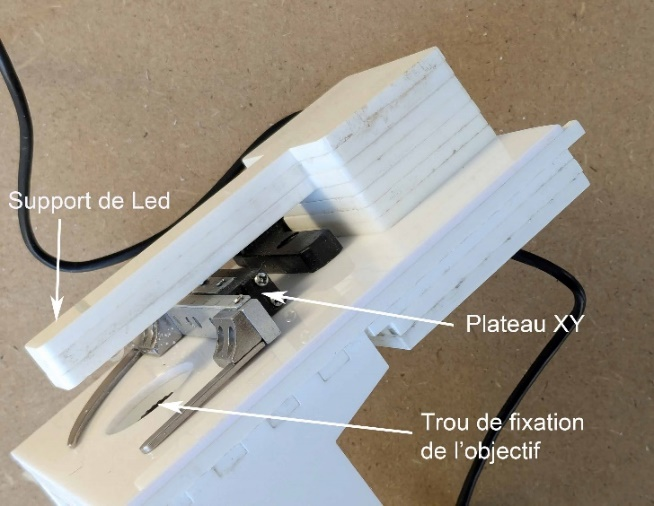 Support de Led
Plateau XY
Trou de fixation
de l'objectif